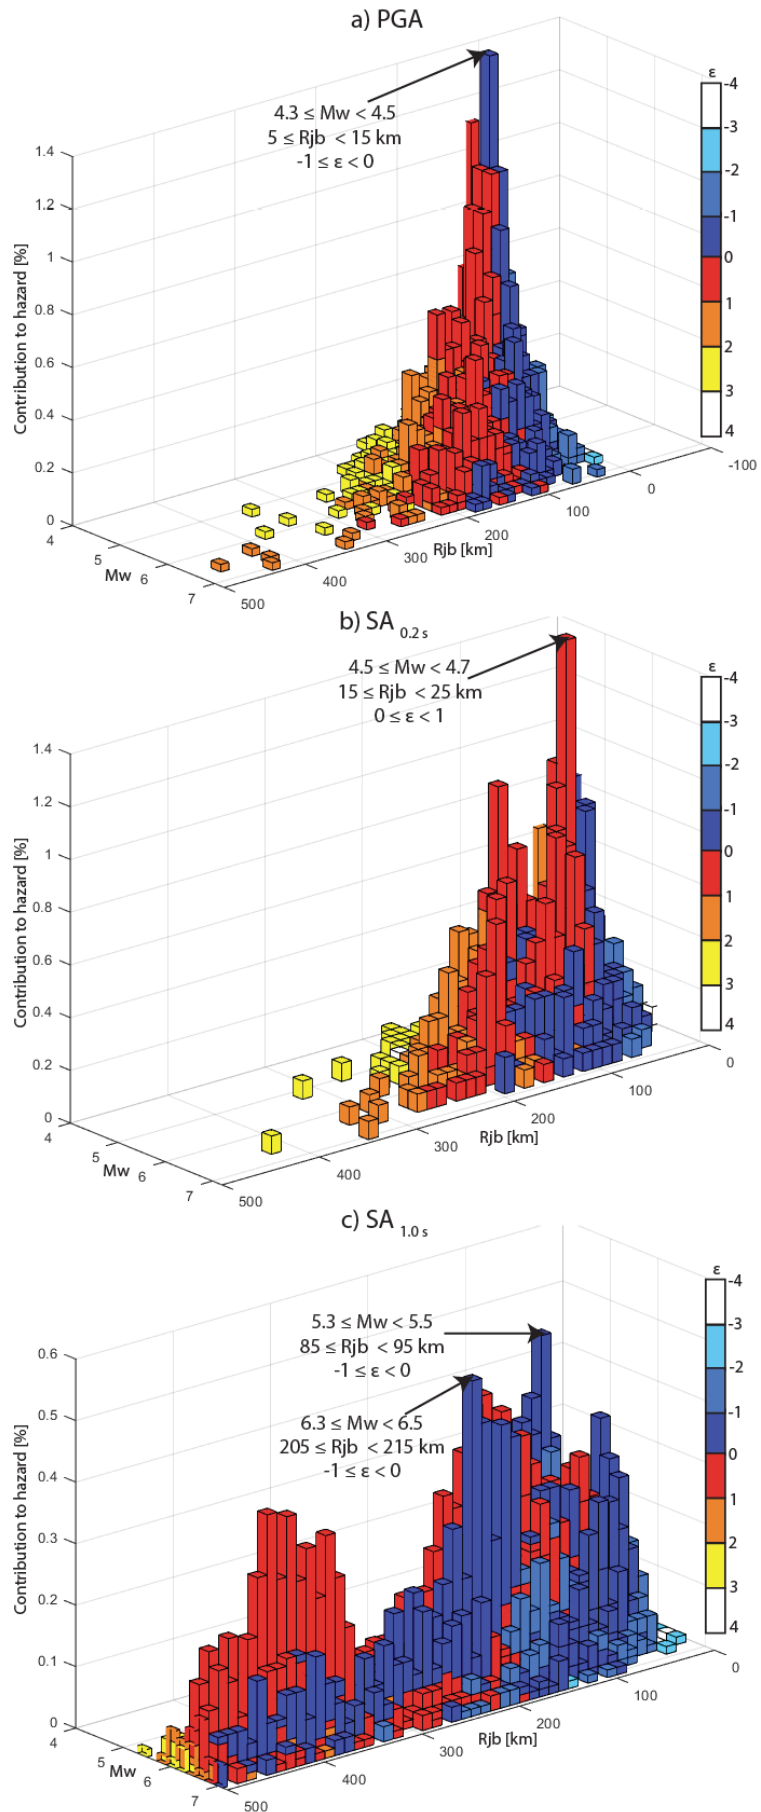 a) PGA
4.3 ≤ Mw < 4.5
5 ≤ Rjb < 15 km
-1 ≤ ε < 0
Contribution to hazard [%]
1.4
1.2
1
0.8
0.6
0.4
0.2
0
4
5
Mw 6
7
500
400
300
Rjb [km]
200
100
0
-100
ε
-4
-3
-2
-1
0
1
2
3
4
b) SA 0.2 s
4.5 ≤ Mw < 4.7
15 ≤ Rjb < 25 km
0 ≤ ε < 1
Contribution to hazard [%]
1.4
1.2
1
0.8
0.6
0.4
0.2
0
4
5
Mw 6
7
500
400
300
Rjb [km]
200
100
0
ε
-4
-3
-2
-1
0
1
2
3
4
c) SA 1.0 s
5.3 ≤ Mw < 5.5
85 ≤ Rjb < 95 km
-1 ≤ ε < 0
6.3 ≤ Mw < 6.5
205 ≤ Rjb < 215 km
-1 ≤ ε < 0
Contribution to hazard [%]
0.6
0.5
0.4
0.3
0.2
0.1
0
4
5
Mw 6
7
500
400
300
Rjb [km]
200
100
0
ε
-4
-3
-2
-1
0
1
2
3
4